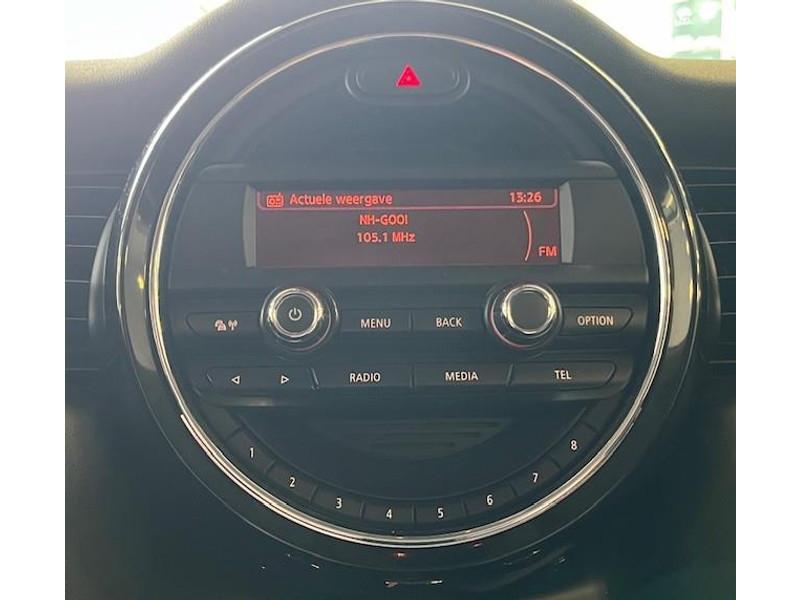 Actuele weergave 13:26
NH-GOOI
105.1 MHz
FM
MENU BACK OPTION
RADIO MEDIA TEL
1 2 3 4 5 6 7 8